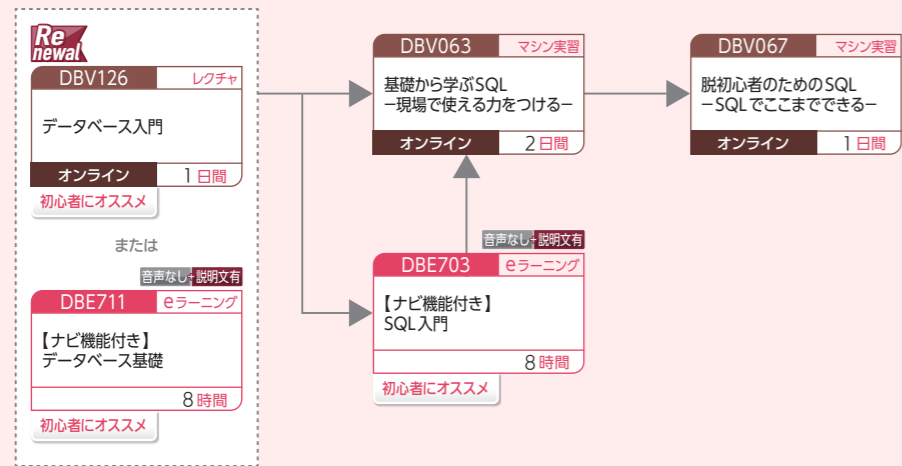 Re
newal
DBV126 レクチャ
データベース入門
オンライン 1日間
初心者にオススメ
または
音声なし+説明文有
DBE711 eラーニング
【ナビ機能付き】
データベース基礎
8時間
初心者にオススメ
DBV063 マシン実習
基礎から学ぶSQL
−現場で使える力をつける−
オンライン 2日間
音声なし+説明文有
DBE703 eラーニング
【ナビ機能付き】
SQL入門
8時間
初心者にオススメ
DBV067 マシン実習
脱初心者のためのSQL
−SQLでここまでできる−
オンライン 1日間